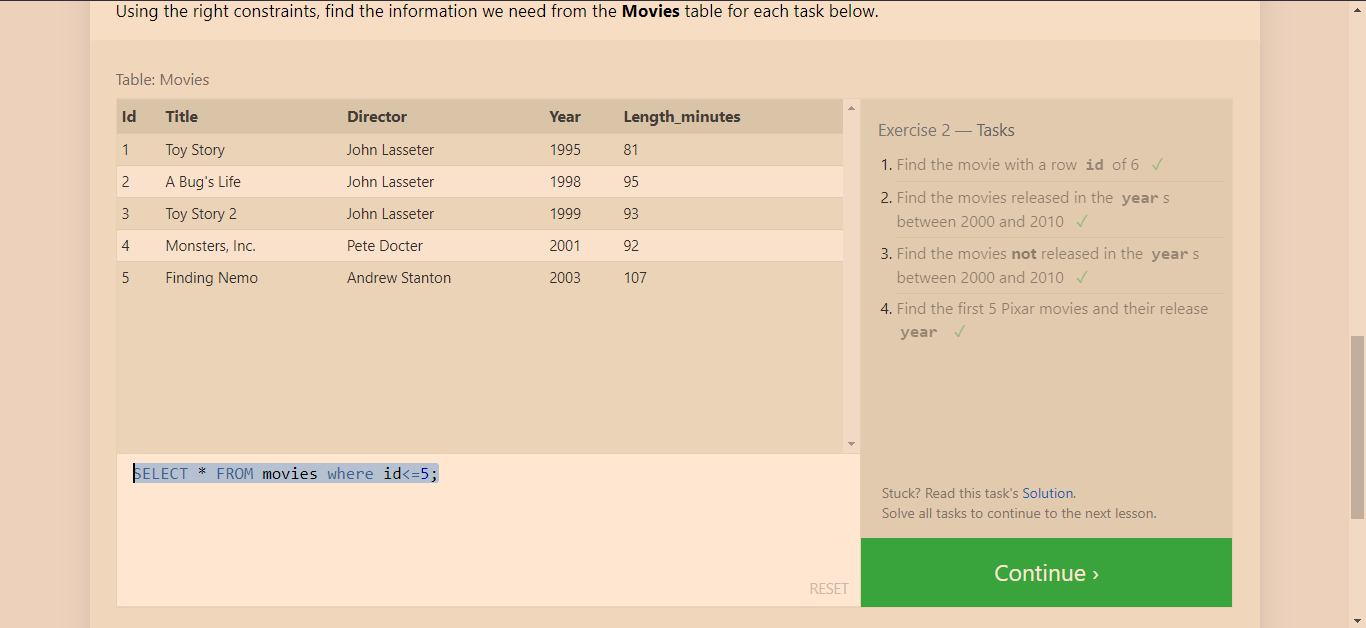 Using the right constraints, find the information we need from the Movies table for each task below.
Table: Movies
Id Title Director Year Length_minutes
1 Toy Story John Lasseter 1995 81
2 A Bug's Life John Lasseter 1998 95
3 Toy Story 2 John Lasseter 1999 93
4 Monsters, Inc. Pete Docter 2001 92
5 Finding Nemo Andrew Stanton 2003 107
SELECT * FROM movies where id<=5;
RESET
Exercise 2 — Tasks
1. Find the movie with a row id of 6 ✓
2. Find the movies released in the year s
between 2000 and 2010 ✓
3. Find the movies not released in the year s
between 2000 and 2010 ✓
4. Find the first 5 Pixar movies and their release
year ✓
Stuck? Read this task's Solution.
Solve all tasks to continue to the next lesson.
Continue ›